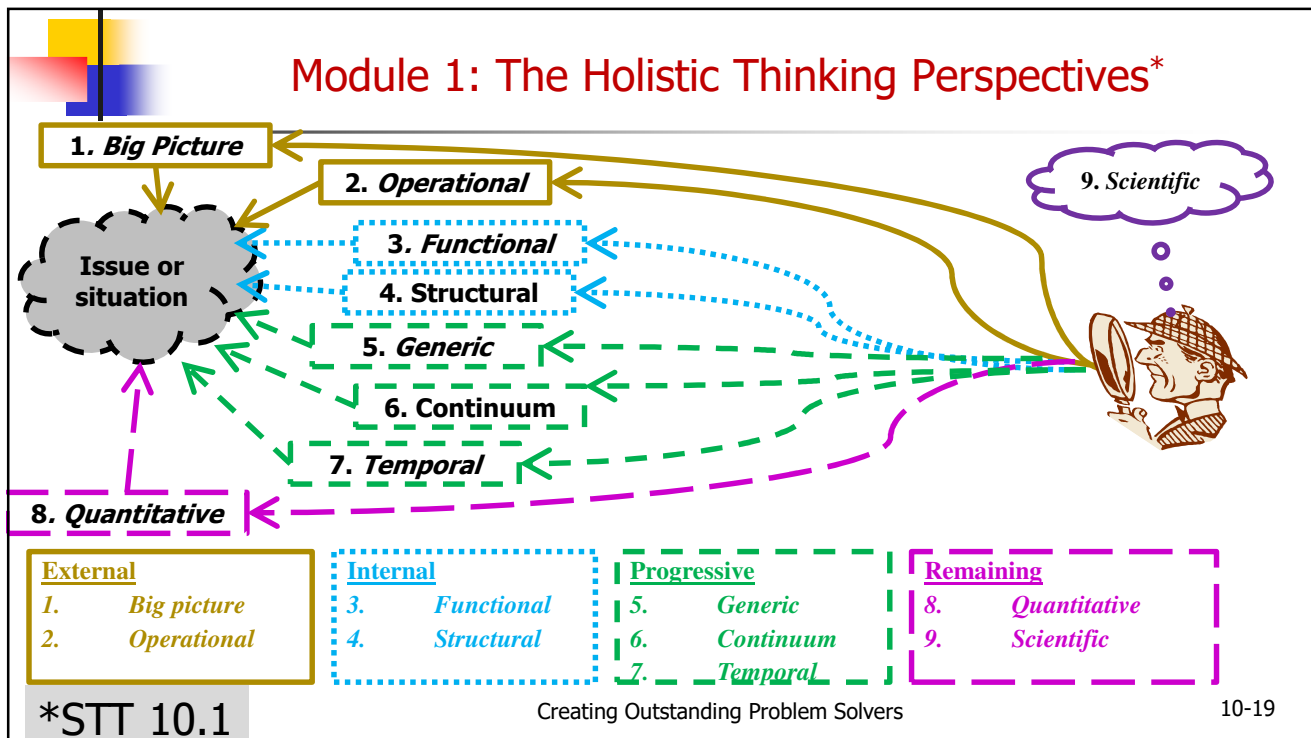 Module 1: The Holistic Thinking Perspectives*
1. Big Picture
2. Operational
9. Scientific
3. Functional
Issue or
situation
4. Structural
5. Generic
6. Continuum
7. Temporal
8. Quantitative
External
1. Big picture
2. Operational
Internal
3. Functional
4. Structural
Progressive
5. Generic
6. Continuum
7. Temporal
Remaining
8. Quantitative
9. Scientific
*STT 10.1
Creating Outstanding Problem Solvers
10-19